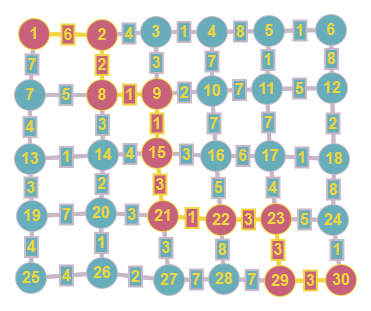 1 6 2 4 3 1 4 8 5 1 6
7 2 3 7 1 8
7 5 8 1 9 2 10 7 11 5 12
4 3 1 7 7 2
13 1 14 4 15 3 16 6 17 1 18
3 2 3 5 4 8
19 7 20 3 21 1 22 3 23 5 24
4 1 3 8 3 1
25 4 26 2 27 7 28 7 29 3 30